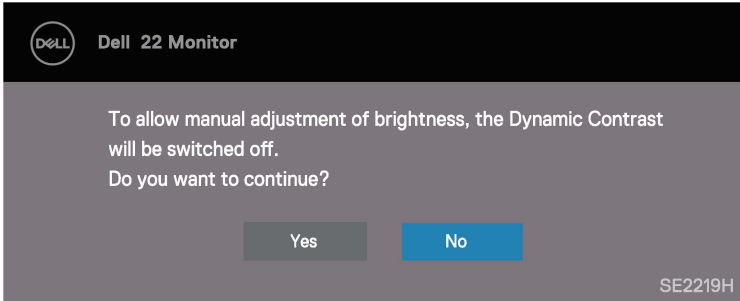 DELL
Dell 22 Monitor
To allow manual adjustment of brightness, the Dynamic Contrast
will be switched off.
Do you want to continue?
Yes No
SE2219H